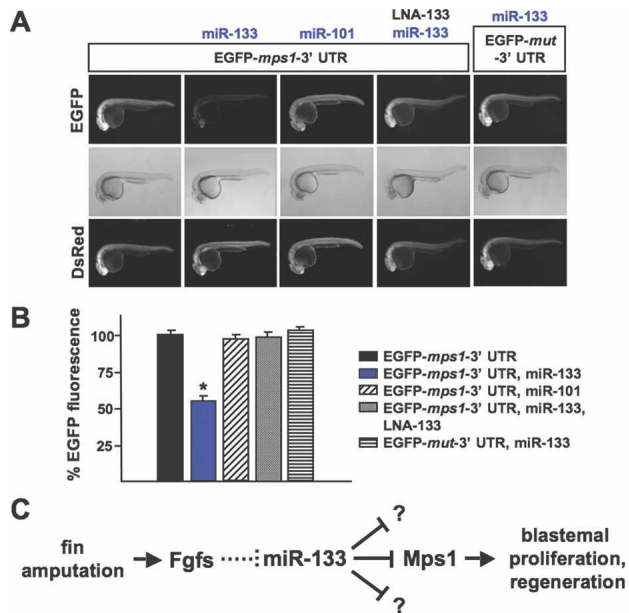 A
LNA-133
miR-133 miR-101 miR-133 miR-133
EGFP-mps1-3' UTR
EGFP-mut
-3' UTR
EGFP
DsRed
B
% EGFP fluorescence
100
75
50
25
*
EGFP-mps1-3' UTR
EGFP-mps1-3' UTR, miR-133
EGFP-mps1-3' UTR, miR-101
EGFP-mps1-3' UTR, miR-133,
LNA-133
EGFP-mut-3' UTR, miR-133
C
fin
amputation
Fgfs
miR-133
?
Mps1
?
blastemal
proliferation,
regeneration